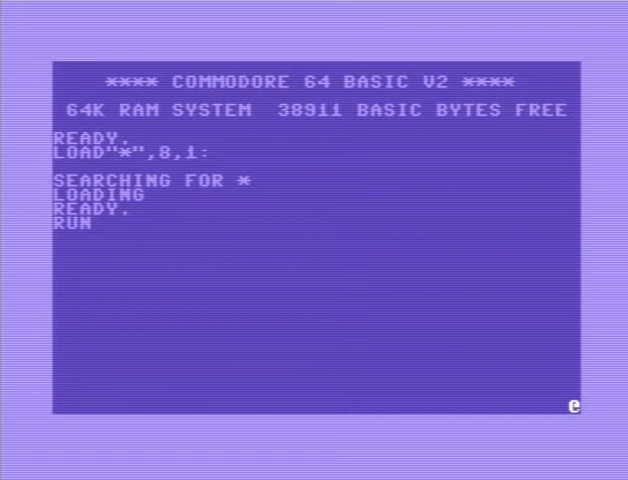 **** COMMODORE 64 BASIC V2 ****
64K RAM SYSTEM  38911 BASIC BYTES FREE
READY.
LOAD"*",8,1:
SEARCHING FOR *
LOADING
READY.
RUN
e